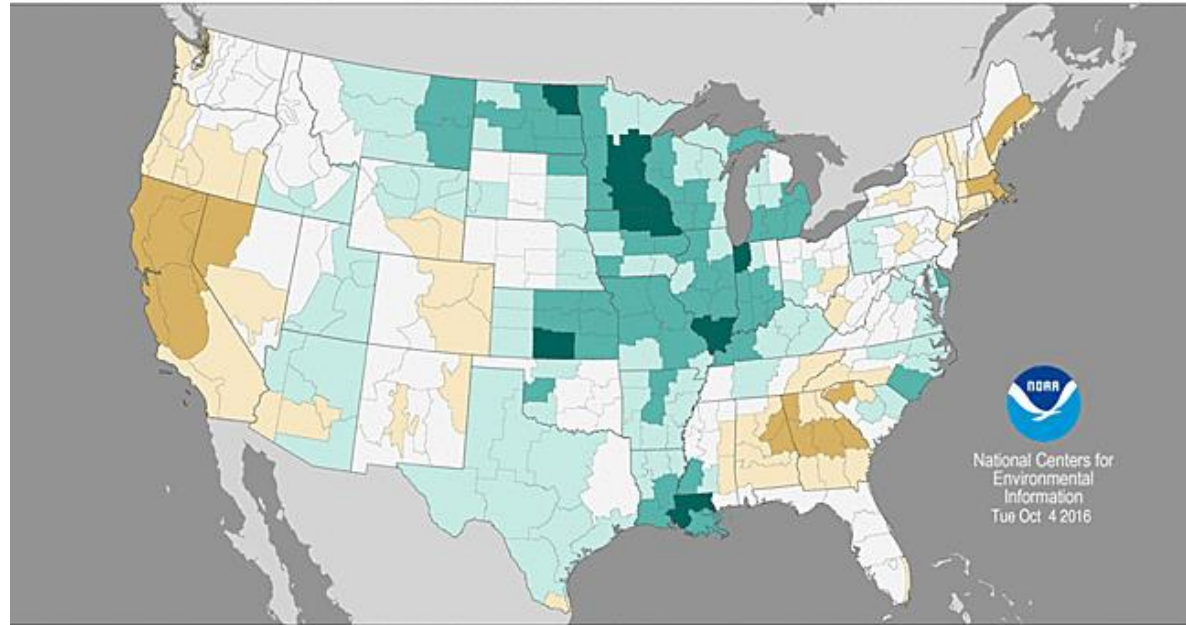 NOAA
National Centers for
Environmental
Information
Tue Oct 4 2016